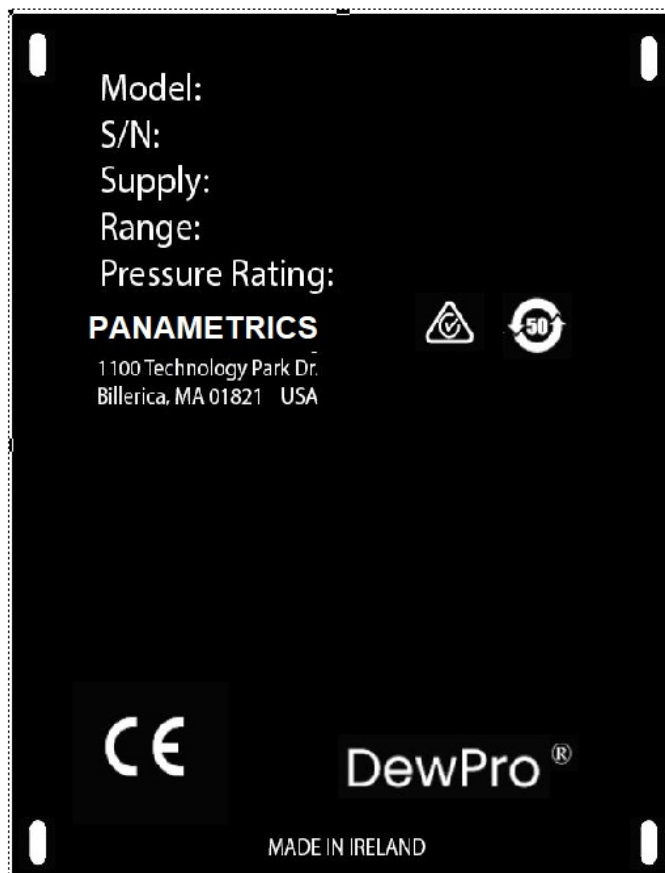 Model:
S/N:
Supply:
Range:
Pressure Rating:
PANAMETRICS
50
1100 Technology Park Dr.
Billerica, MA 01821 USA
CE
DewPro®
MADE IN IRELAND